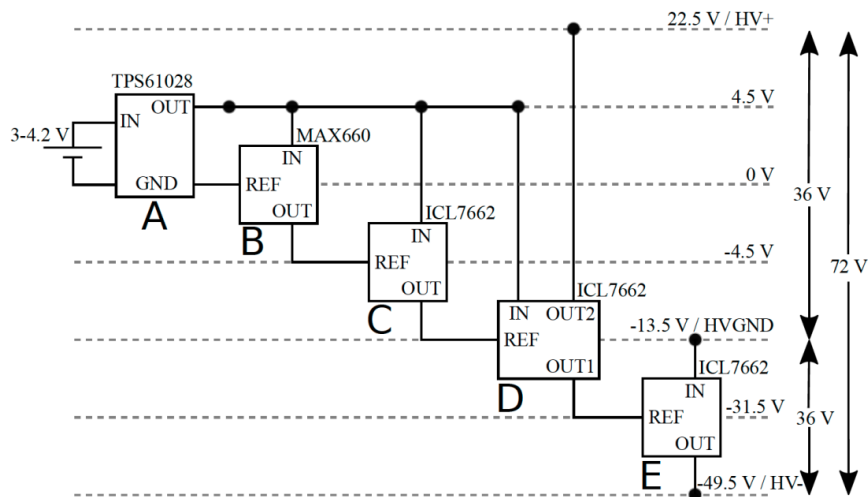 22.5 V / HV+
TPS61028
OUT
4.5 V
IN
3-4.2 V
MAX660
IN
GND
REF
0 V
36 V
A
OUT
ICL7662
B
IN
REF
-4.5 V
72 V
OUT
ICL7662
C
IN
OUT2
-13.5 V / HVGND
REF
OUT1
ICL7662
D
IN
REF
-31.5 V
36 V
OUT
E
-49.5 V / HV-